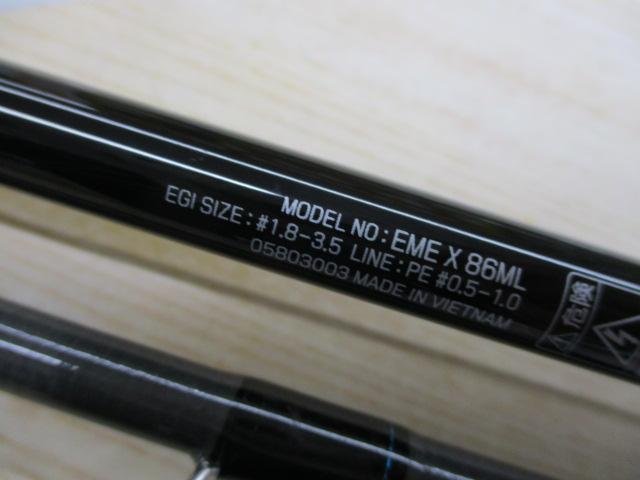 MODEL NO : EME X 86ML
EGI SIZE : #1.8-3.5 LINE : PE #0.5-1.0
05803003 MADE IN VIETNAM
危険